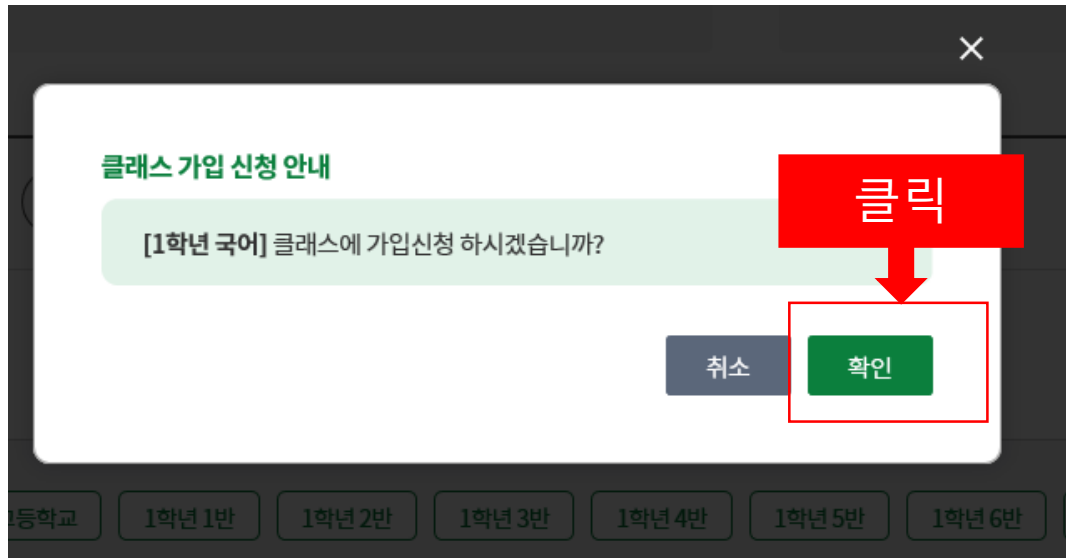 클래스 가입 신청 안내
클릭
[1학년 국어] 클래스에 가입신청 하시겠습니까?
취소
확인
등학교
1학년 1반
1학년 2반
1학년 3반
1학년 4반
1학년 5반
1학년 6반